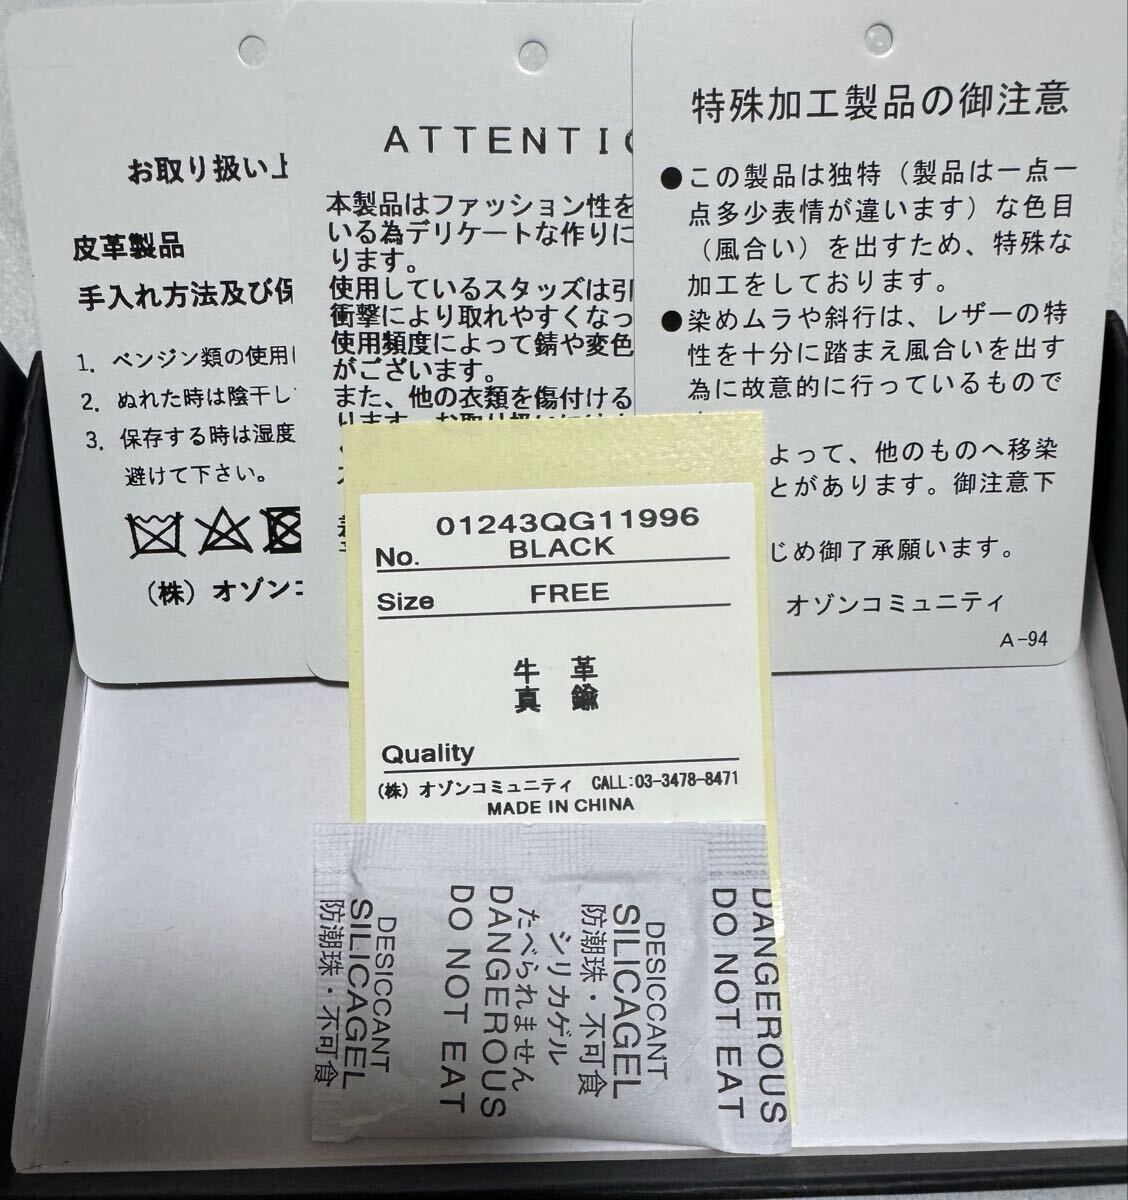 お取り扱い上
皮革製品
手入れ方法及び保
1. ベンジン類の使用
2. ぬれた時は陰干し
3. 保存する時は湿度
避けて下さい。
(株) オゾンコ
ATTENTIO
本製品はファッション性を
いる為デリケートな作りに
ります。
使用しているスタッズは引
衝撃により取れやすくなっ
使用頻度によって錆や変色
がございます。
また、他の衣類を傷付ける
ります。お取り扱いには
特殊加工製品の御注意
●この製品は独特（製品は一点一
点多少表情が違います）な色目
（風合い）を出すため、特殊な
加工をしております。
●染めムラや斜行は、レザーの特
性を十分に踏まえ風合いを出す
為に故意的に行っているもので
よって、他のものへ移染
とがあります。御注意下
じめ御了承願います。
オゾンコミュニティ
A-94
01243QG11996
No. BLACK
Size FREE
牛 革
真 鍮
Quality
(株) オゾンコミュニティ CALL:03-3478-8471
MADE IN CHINA
DANGEROUS
DO NOT EAT
DESICCANT
SILICAGEL
防潮珠・不可食
シリカゲル
たべられません
DANGEROUS
DO NOT EAT
DESICCANT
SILICAGEL
防潮珠・不可食